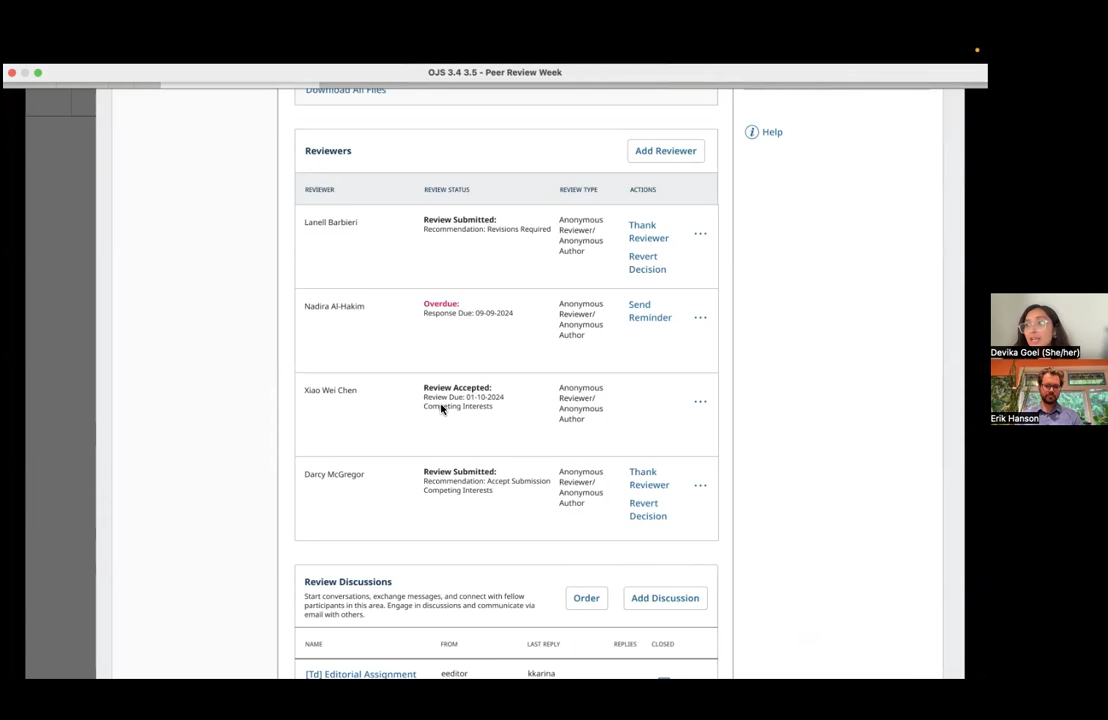 OJS 3.4 3.5 - Peer Review Week
Download All Files
Help
Reviewers
Add Reviewer
REVIEWER REVIEW STATUS REVIEW TYPE ACTIONS
Lanell Barbieri
Review Submitted:
Recommendation: Revisions Required
Anonymous
Reviewer/
Anonymous
Author
Thank
Reviewer
Revert
Decision
Nadira Al-Hakim
Overdue:
Response Due: 09-09-2024
Anonymous
Reviewer/
Anonymous
Author
Send
Reminder
Xiao Wei Chen
Review Accepted:
Review Due: 01-10-2024
Competing Interests
Anonymous
Reviewer/
Anonymous
Author
Darcy McGregor
Review Submitted:
Recommendation: Accept Submission
Competing Interests
Anonymous
Reviewer/
Anonymous
Author
Thank
Reviewer
Revert
Decision
Review Discussions
Start conversations, exchange messages, and connect with fellow
participants in this area. Engage in discussions and communicate via
email with others.
Order
Add Discussion
NAME FROM LAST REPLY REPLIES CLOSED
[Td] Editorial Assignment eeditor kkarina
Devika Goel (She/her)
Erik Hanson